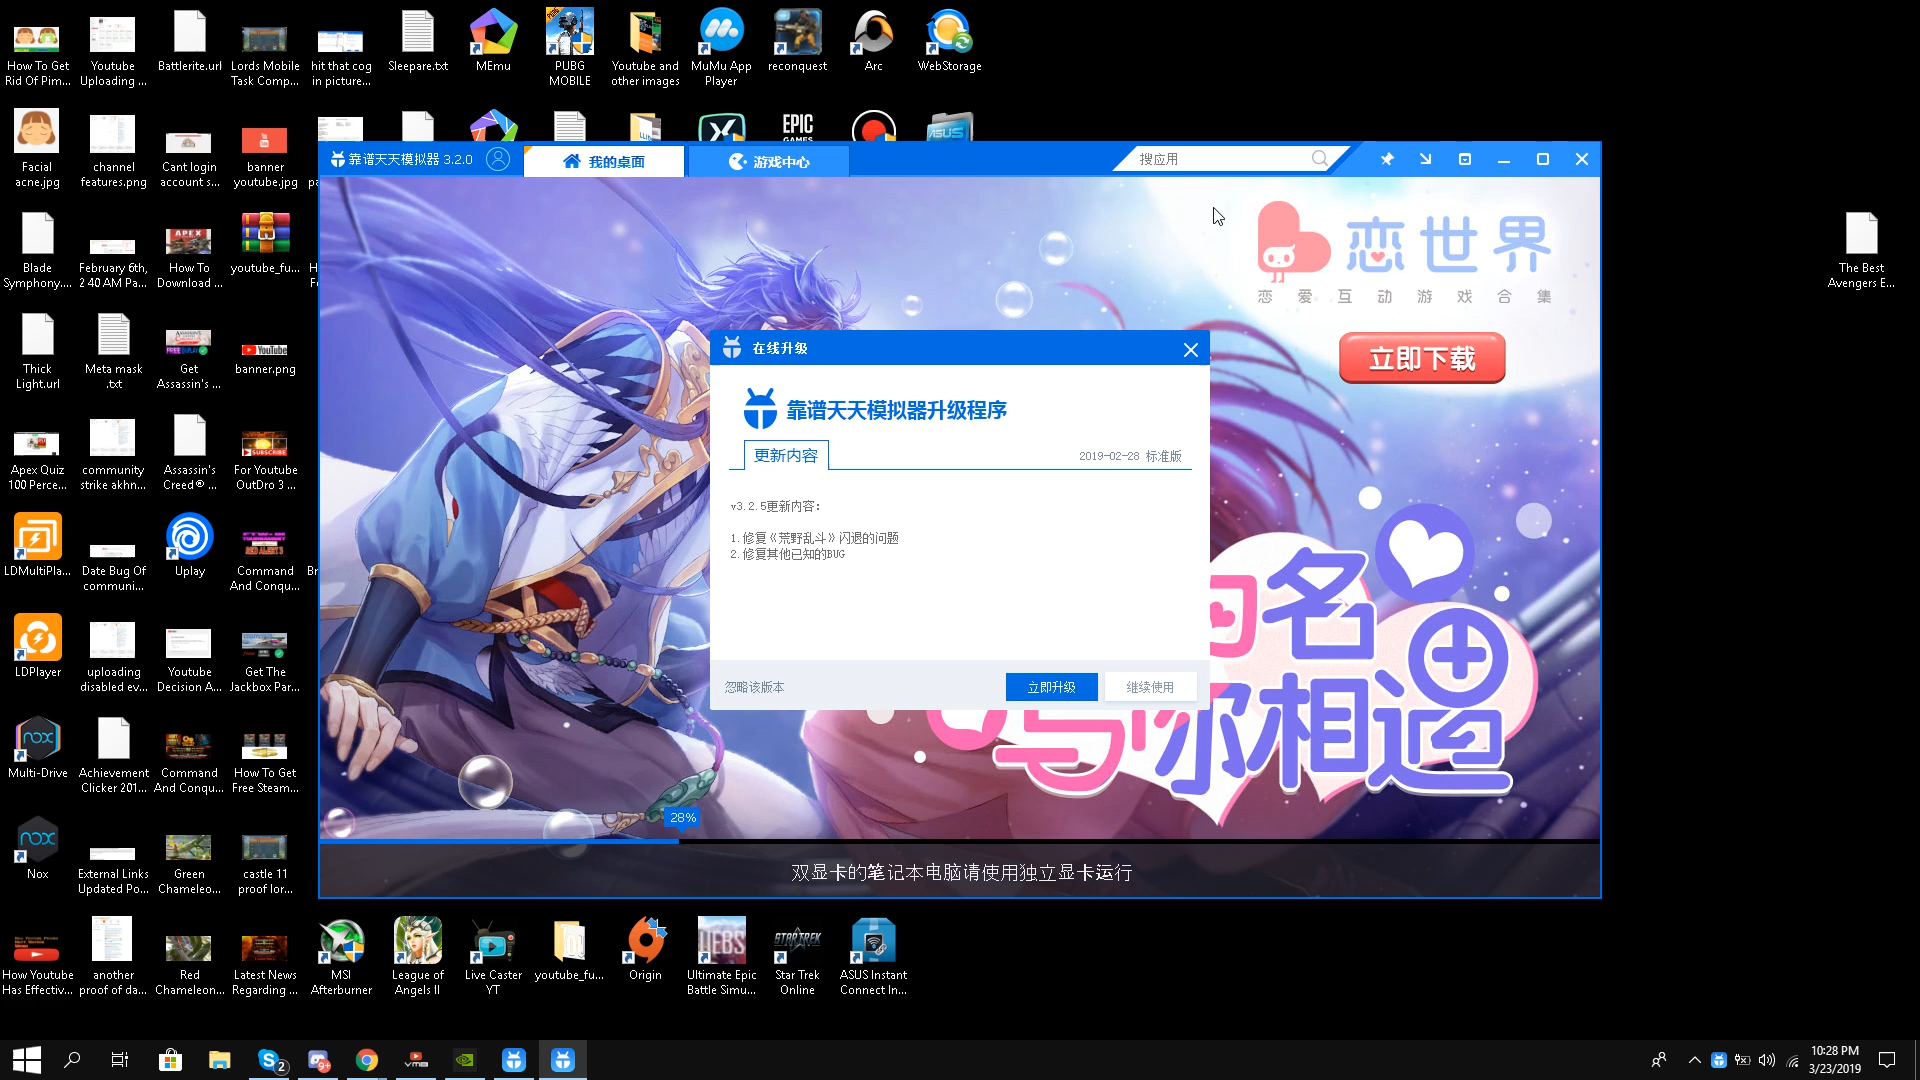 How To Get
Rid Of Pim...
Youtube
Uploading ...
Battlerite.url
Lords Mobile
Task Comp...
hit that cog
in picture...
Sleepare.txt
MEmu
PUBG
MOBILE
Youtube and
other images
MuMu App
Player
reconquest
Arc
WebStorage
Facial
acne.jpg
channel
features.png
Cant login
account s...
banner
youtube.jpg
EPIC
ASUS
Blade
Symphony....
February 6th,
2 40 AM Pa...
How To
Download ...
youtube_fu...
The Best
Avengers E...
Thick
Light.url
Meta mask
.txt
Get
Assassin's ...
YouTube
banner.png
Apex Quiz
100 Perce...
community
strike akhn...
Assassin's
Creed® ...
For Youtube
OutDro 3 ...
LDMultiPla...
Date Bug Of
communi...
Uplay
Command
And Conqu...
LDPlayer
uploading
disabled ev...
Youtube
Decision A...
Get The
Jackbox Par...
Multi-Drive
Achievement
Clicker 201...
Command
And Conqu...
How To Get
Free Steam...
nox
Nox
External Links
Updated Po...
Green
Chameleo...
castle 11
proof lor...
How Youtube
Has Effectiv...
another
proof of da...
Red
Chameleon...
Latest News
Regarding ...
MSI
Afterburner
League of
Angels II
Live Caster
YT
youtube_fu...
Origin
UEBS
Ultimate Epic
Battle Simu...
STAR TREK
Star Trek
Online
ASUS Instant
Connect In...
靠谱天天模拟器 3.2.0
我的桌面
游戏中心
搜应用
恋世界
恋爱互动游戏合集
立即下载
在线升级
靠谱天天模拟器升级程序
更新内容
2019-02-28 标准版
v3.2.5更新内容:
1.修复《荒野乱斗》闪退的问题
2.修复其他已知的BUG
忽略该版本
立即升级
继续使用
名
与你相遇
28%
双显卡的笔记本电脑请使用独立显卡运行
2
9+
10:28 PM
3/23/2019